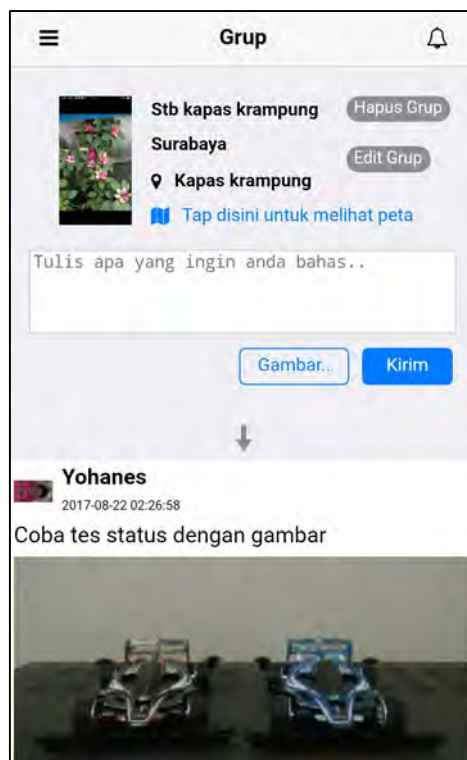 Grup
Stb kapas krampung
Hapus Grup
Surabaya
Edit Grup
Kapas krampung
Tap disini untuk melihat peta
Tulis apa yang ingin anda bahas..
Gambar..
Kirim
Yohanes
2017-08-22 02:26:58
Coba tes status dengan gambar